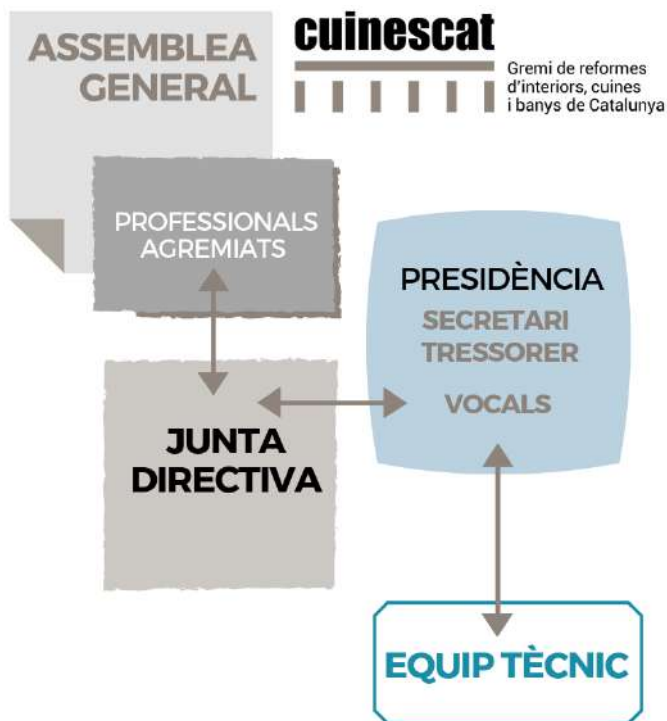 ASSEMBLEA
GENERAL
cuinescat
Gremi de reformes
d'interiors, cuines
i banys de Catalunya
PROFESSIONALS
AGREMIATS
PRESIDÈNCIA
SECRETARI
TRESSORER
VOCALS
JUNTA
DIRECTIVA
EQUIP TÈCNIC